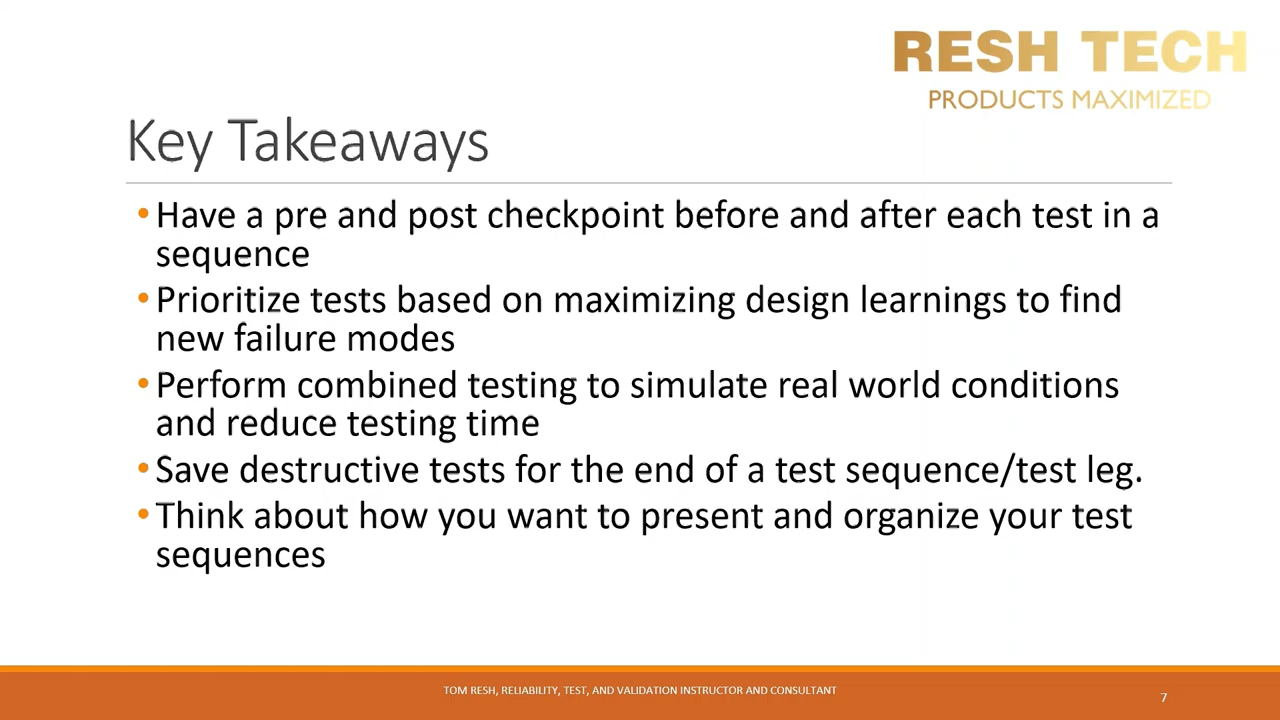 RESH TECH
PRODUCTS MAXIMIZED
Key Takeaways
•Have a pre and post checkpoint before and after each test in a
sequence
•Prioritize tests based on maximizing design learnings to find
new failure modes
•Perform combined testing to simulate real world conditions
and reduce testing time
•Save destructive tests for the end of a test sequence/test leg.
•Think about how you want to present and organize your test
sequences
TOM RESH, RELIABILITY, TEST, AND VALIDATION INSTRUCTOR AND CONSULTANT
7